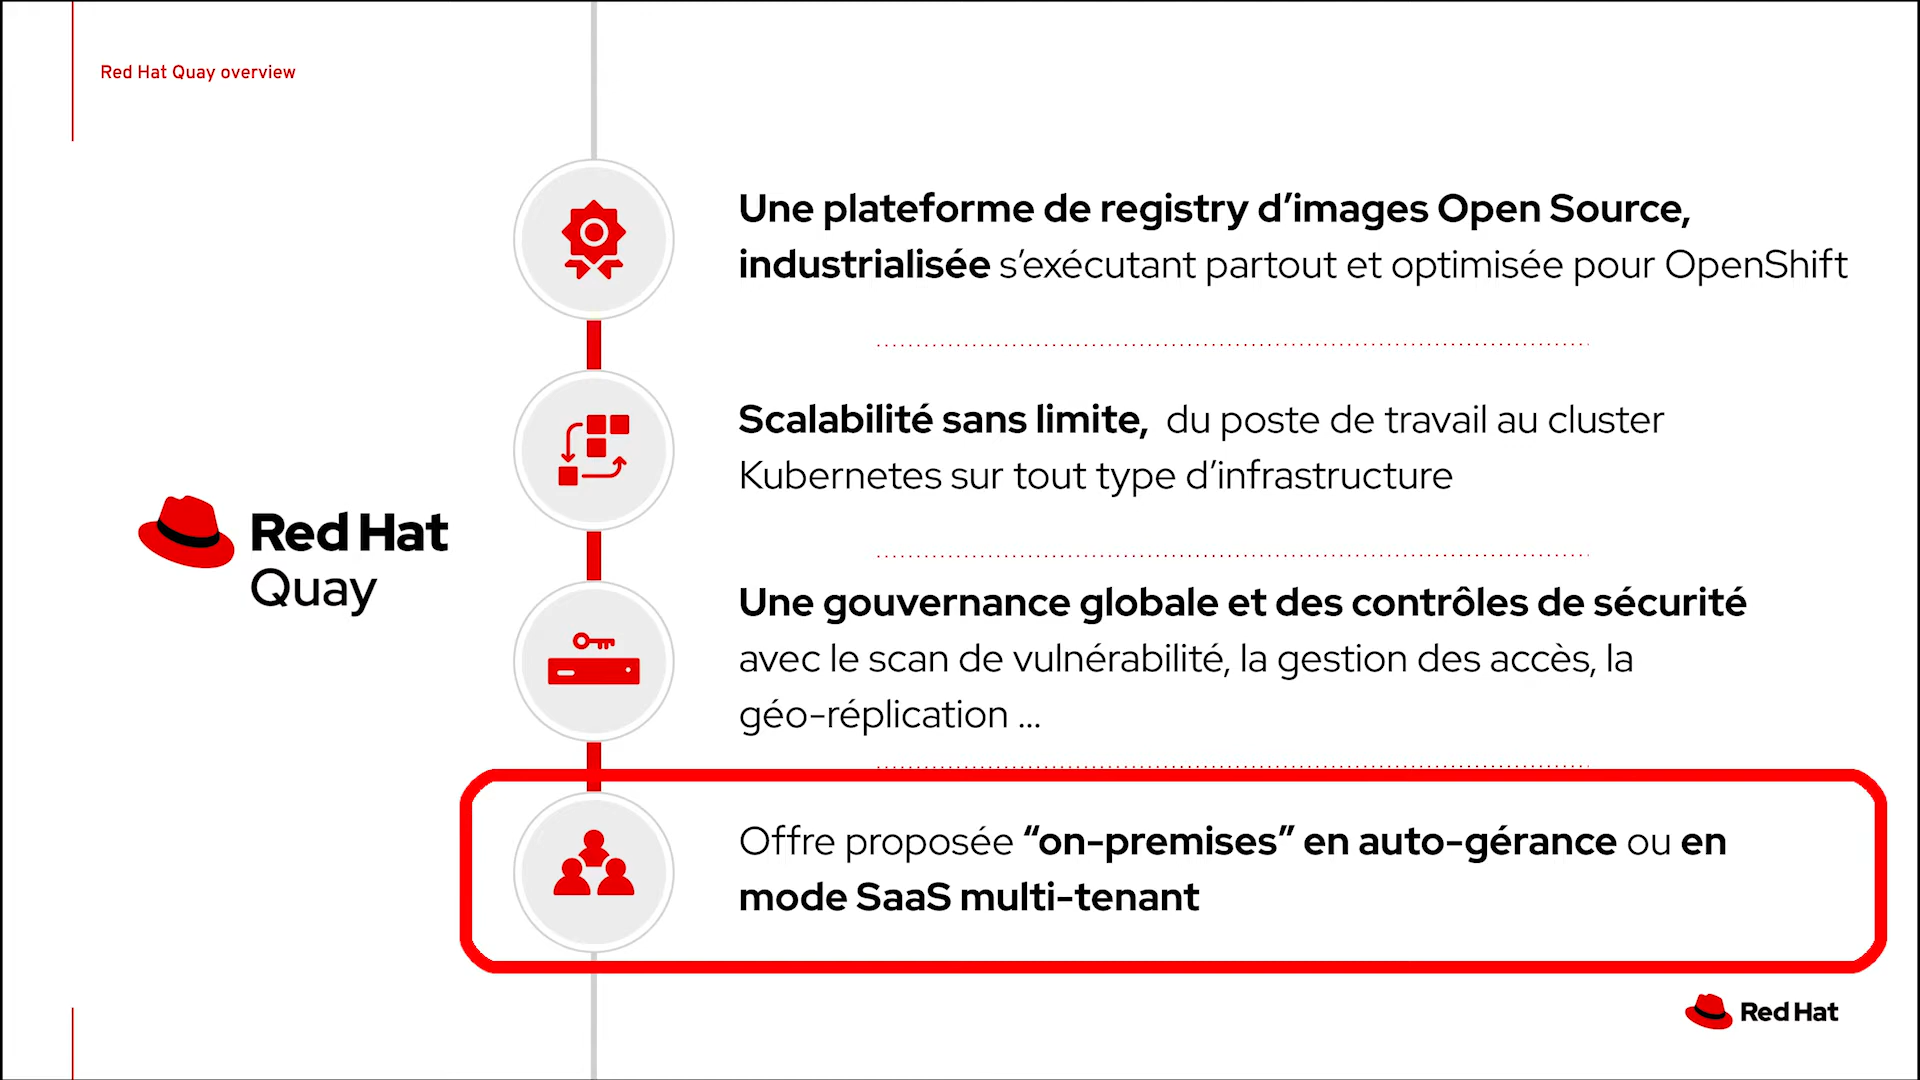 Red Hat Quay overview
Une plateforme de registry d’images Open Source,
industrialisée s’exécutant partout et optimisée pour OpenShift
Scalabilité sans limite, du poste de travail au cluster
Kubernetes sur tout type d’infrastructure
Red Hat
Quay
Une gouvernance globale et des contrôles de sécurité
avec le scan de vulnérabilité, la gestion des accès, la
géo-réplication ...
Offre proposée “on-premises” en auto-gérance ou en
mode SaaS multi-tenant
Red Hat